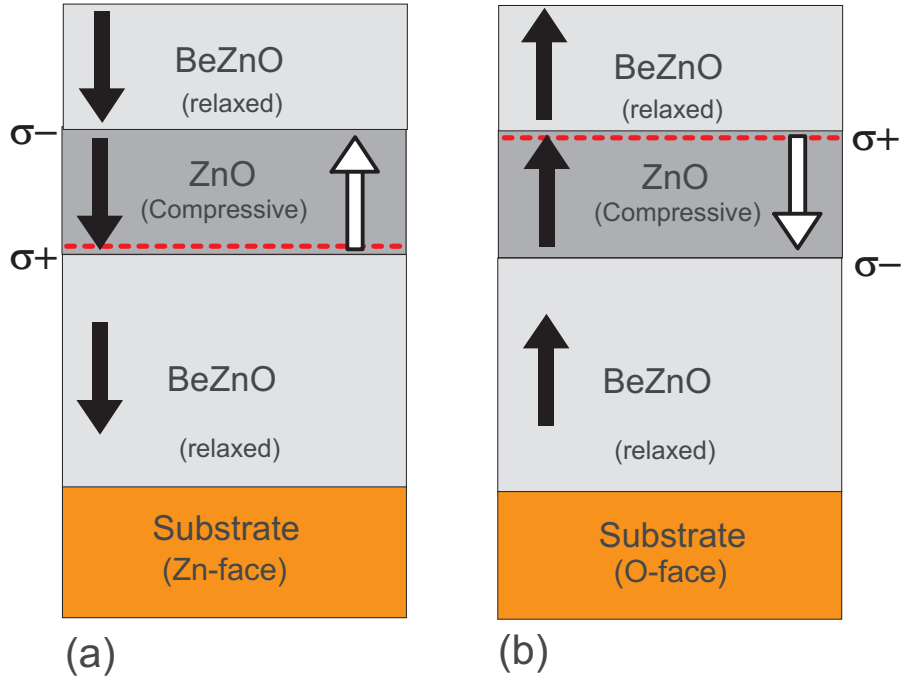 BeZnO
(relaxed)
σ−
ZnO
(Compressive)
σ+
BeZnO
(relaxed)
Substrate
(Zn-face)
(a)
BeZnO
(relaxed)
σ+
ZnO
(Compressive)
σ−
BeZnO
(relaxed)
Substrate
(O-face)
(b)